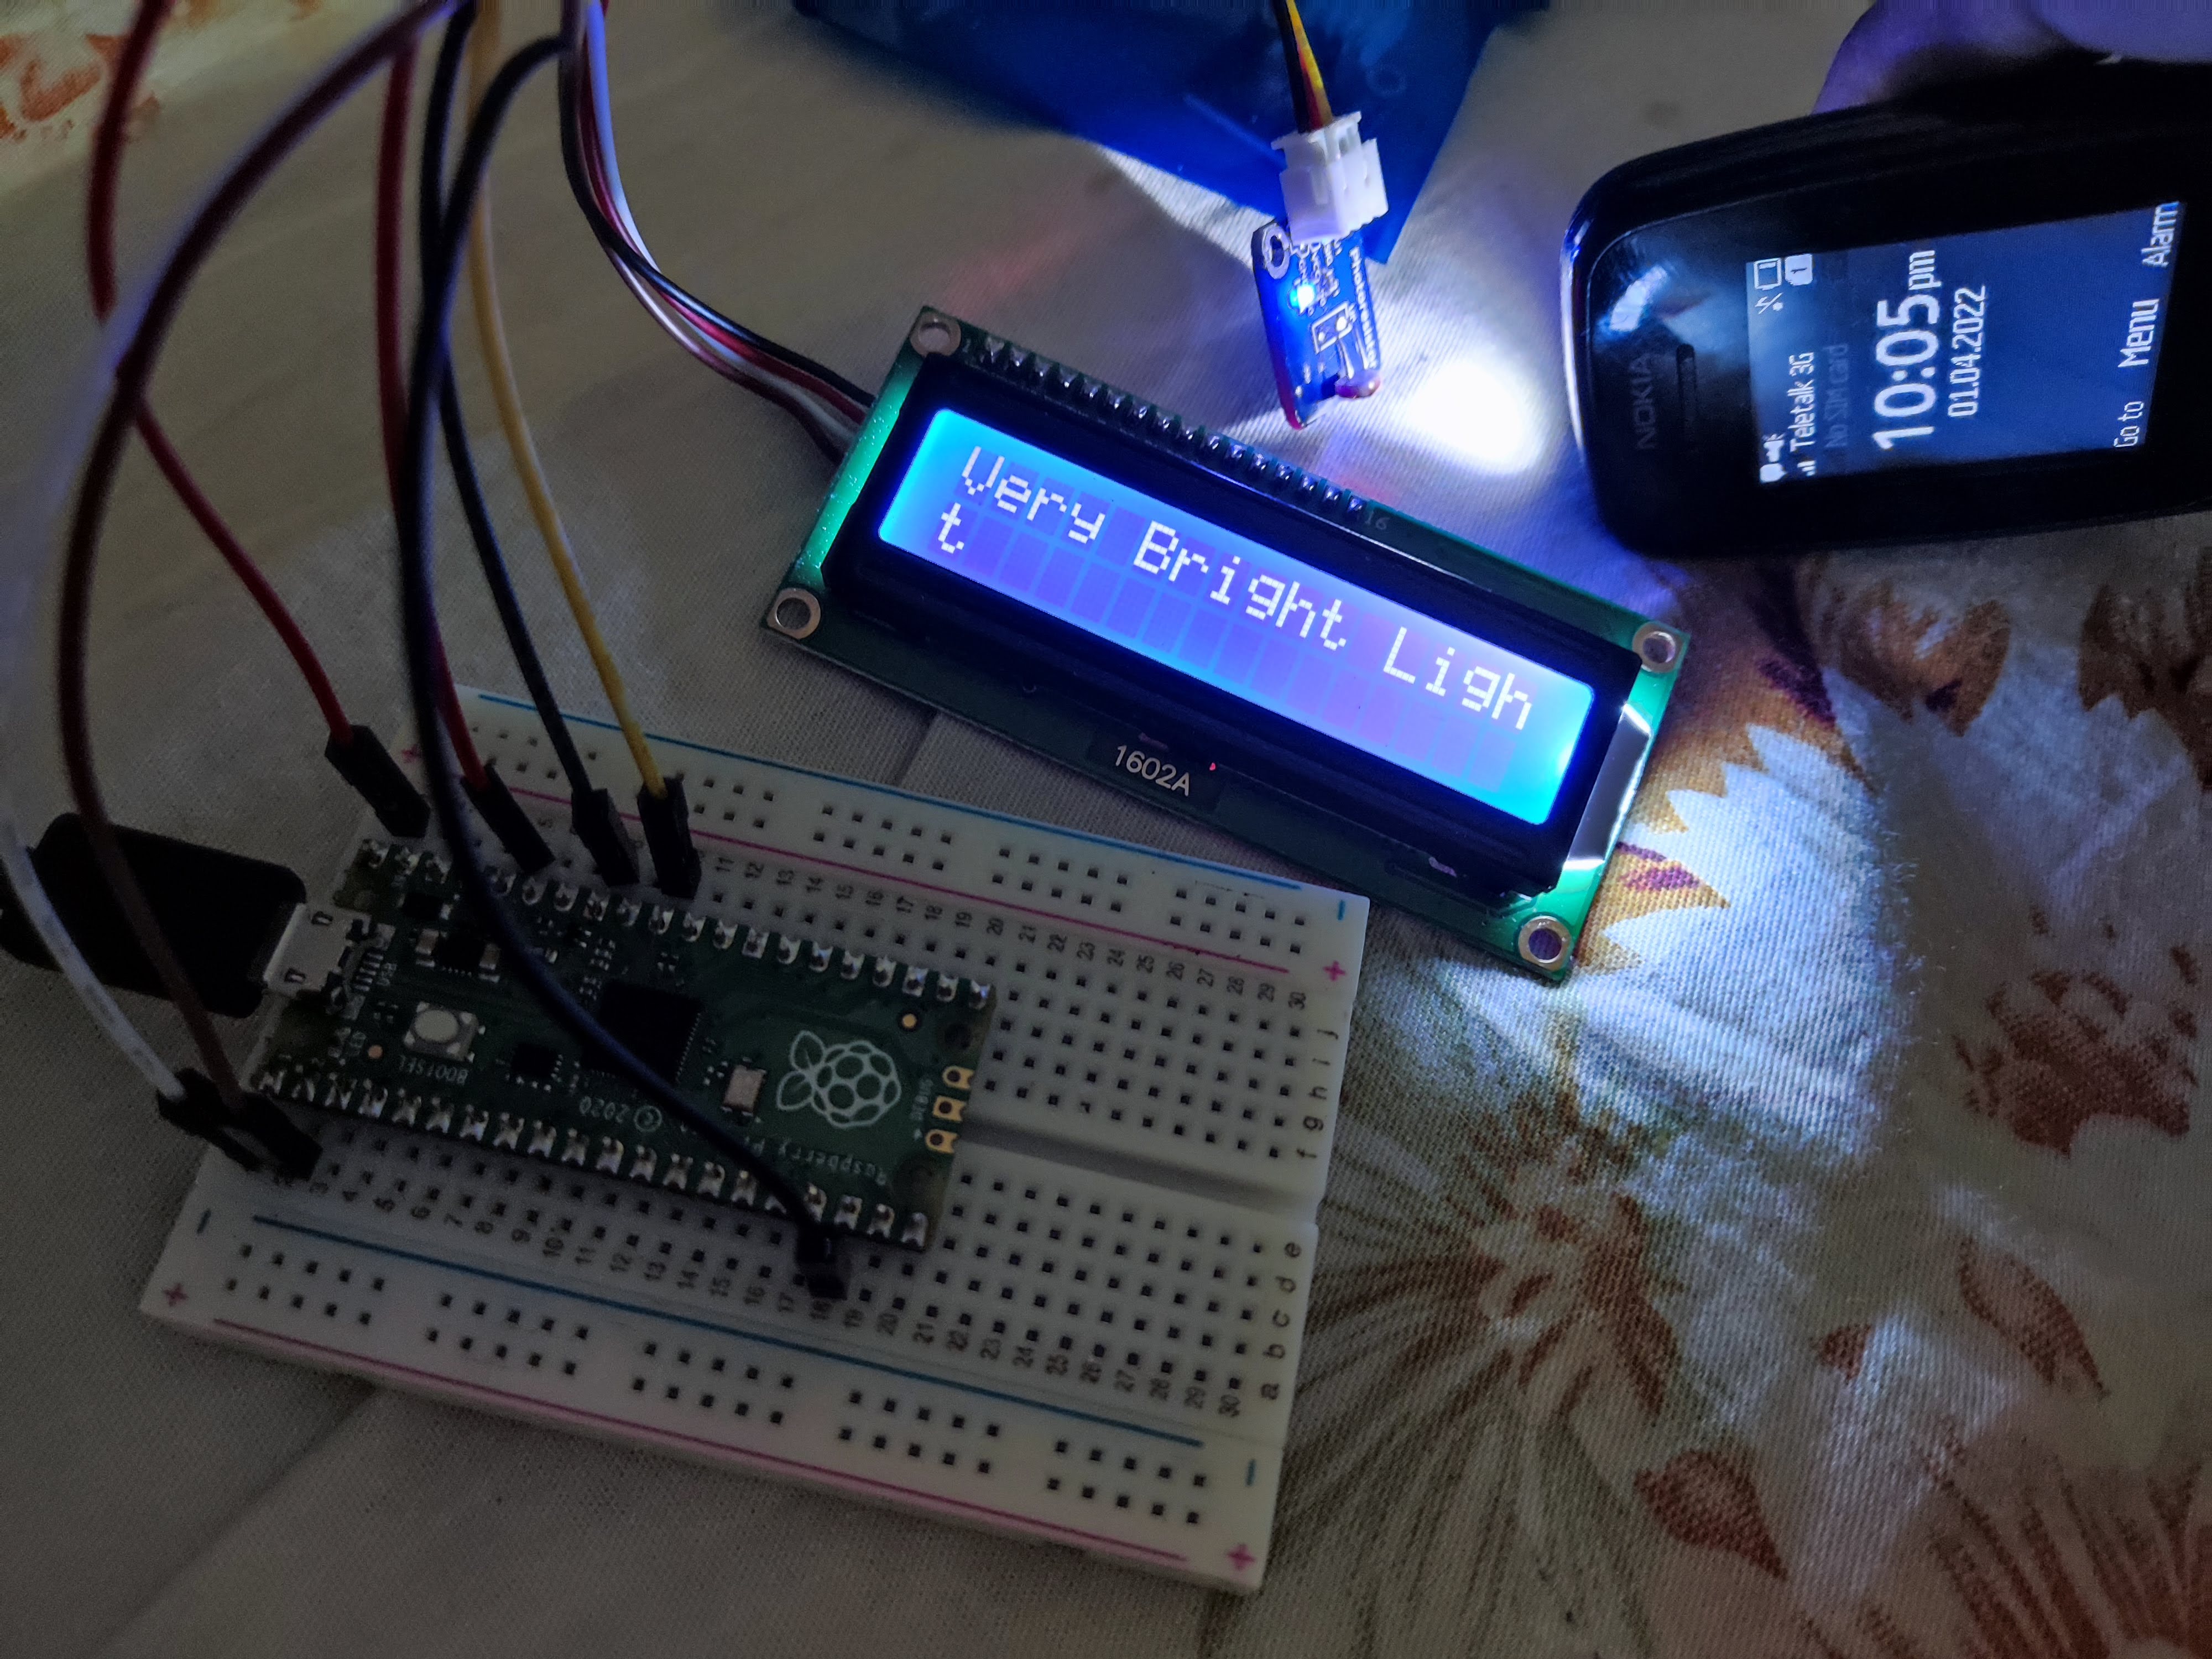 Very Bright Ligh
t
1602A
16
NOKIA
Teletalk 3G
No SIM card
10:05pm
01.04.2022
Go to Menu Alarm
11 12 13 14 15 16 17 18 19 20 21 22 23 24 25 26 27 28 29 30
j
i
h
g
f
BOOTSEL
USB
LED
© 2020
DEBUG
3 4 5 6 7 8 9 10 11 12 13 14 15 16 17 18 19 20 21 22 23 24 25 26 27 28 29 30
e
d
c
b
a